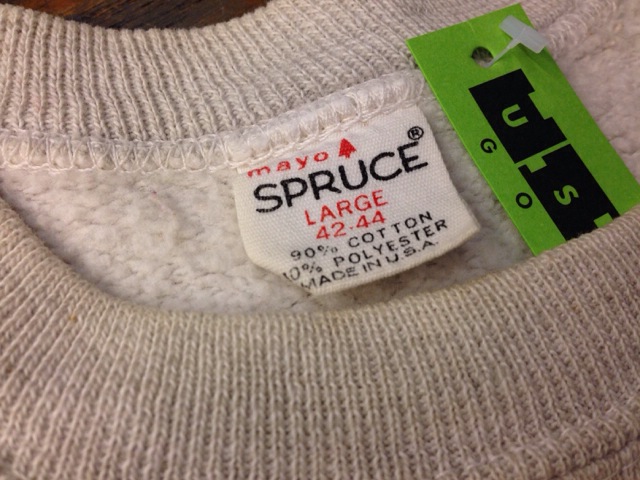 mayo
SPRUCE®
LARGE
42-44
90% COTTON
10% POLYESTER
MADE IN U.S.A.
U S
G O